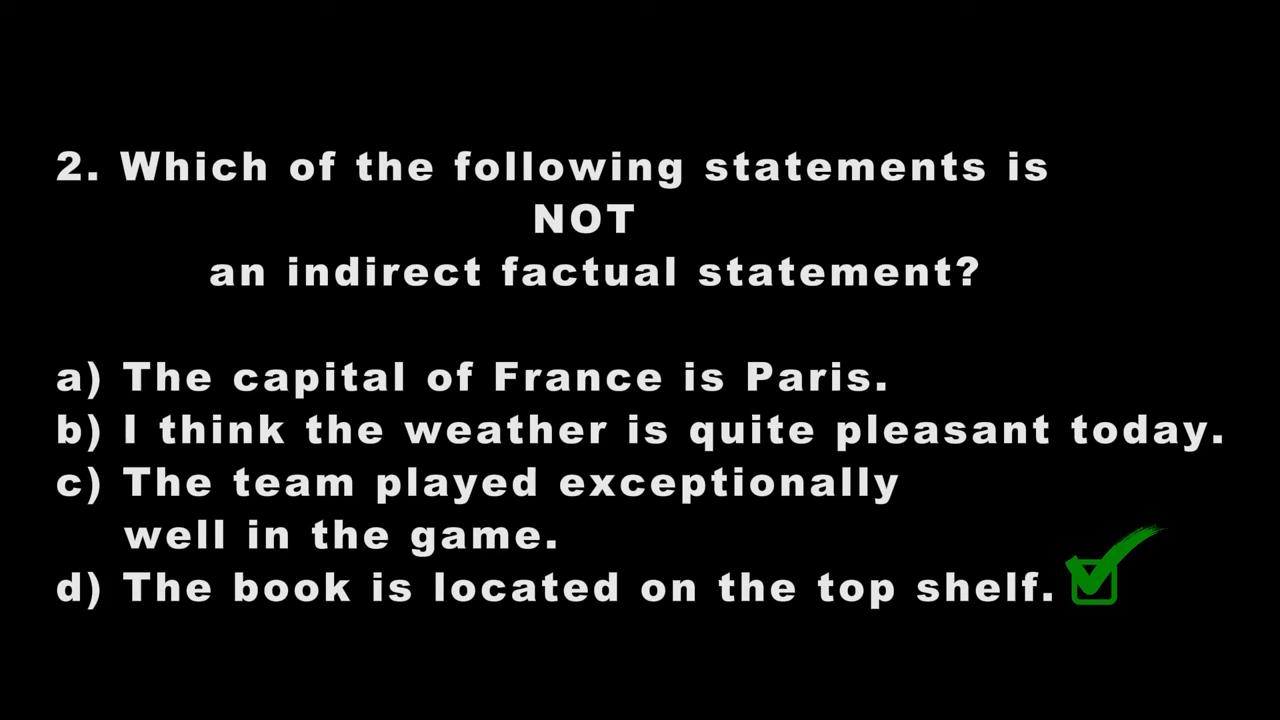 2. Which of the following statements is
NOT
an indirect factual statement?
a) The capital of France is Paris.
b) I think the weather is quite pleasant today.
c) The team played exceptionally
well in the game.
d) The book is located on the top shelf.